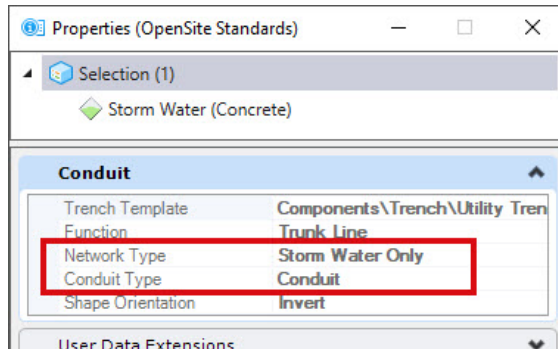 Properties (OpenSite Standards)
Selection (1)
Storm Water (Concrete)
Conduit
Trench Template Components\Trench\Utility Tren
Function Trunk Line
Network Type Storm Water Only
Conduit Type Conduit
Shape Orientation Invert
User Data Extensions